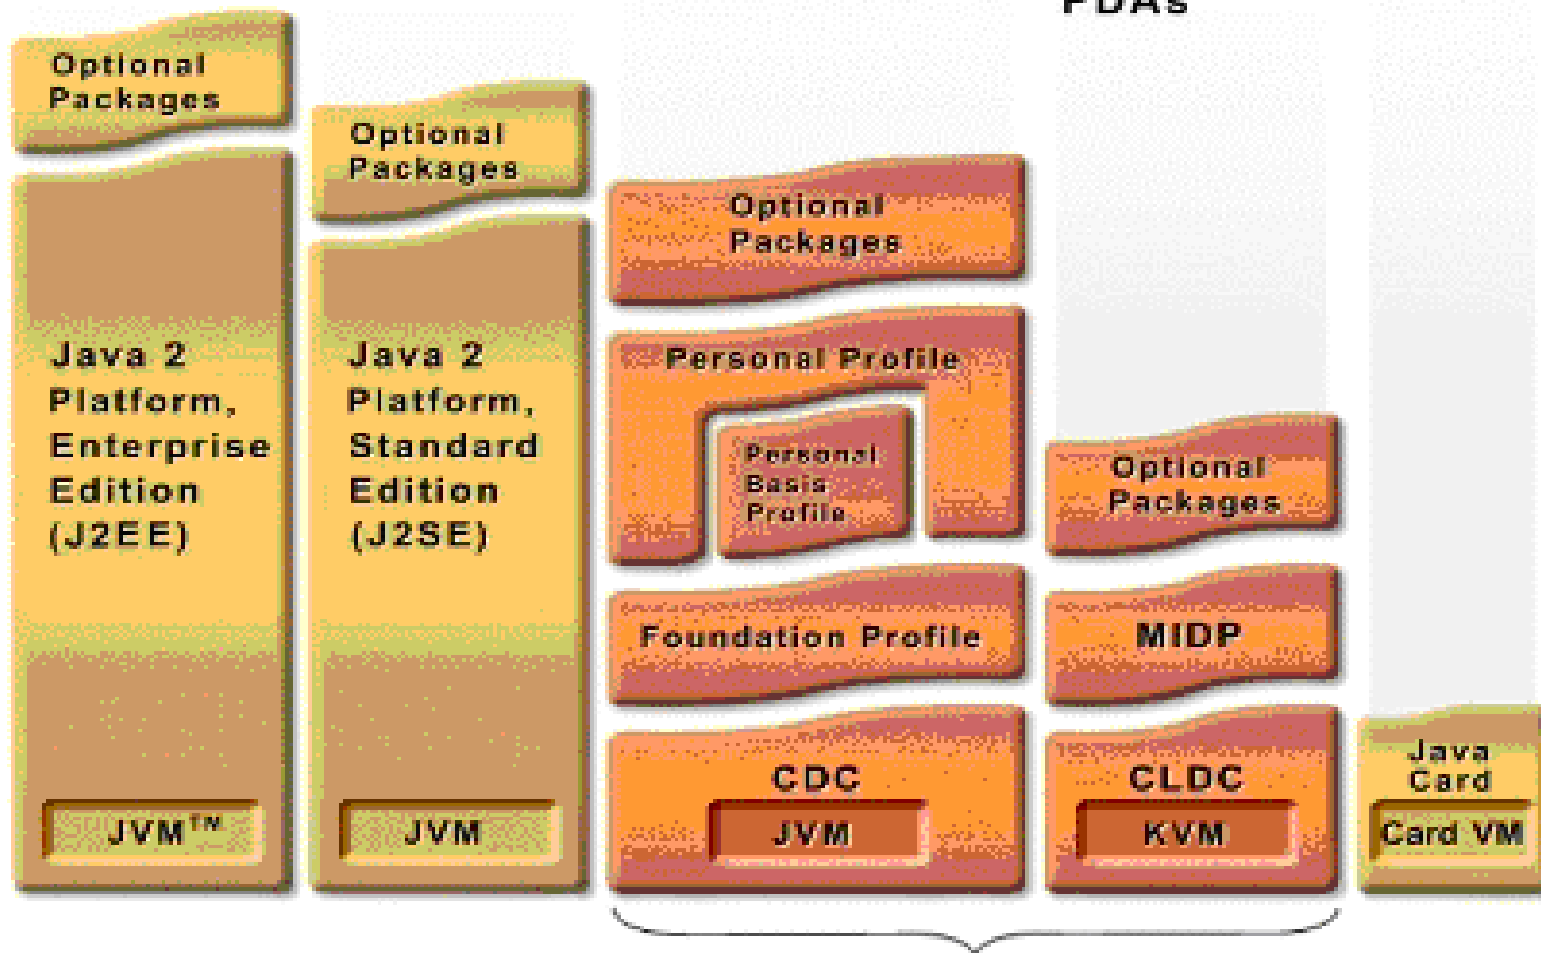 PDAs
Optional
Packages
Java 2
Platform,
Enterprise
Edition
(J2EE)
JVM™
Optional
Packages
Java 2
Platform,
Standard
Edition
(J2SE)
JVM
Optional
Packages
Personal Profile
Personal
Basis
Profile
Foundation Profile
CDC
JVM
Optional
Packages
MIDP
CLDC
KVM
Java
Card
Card VM